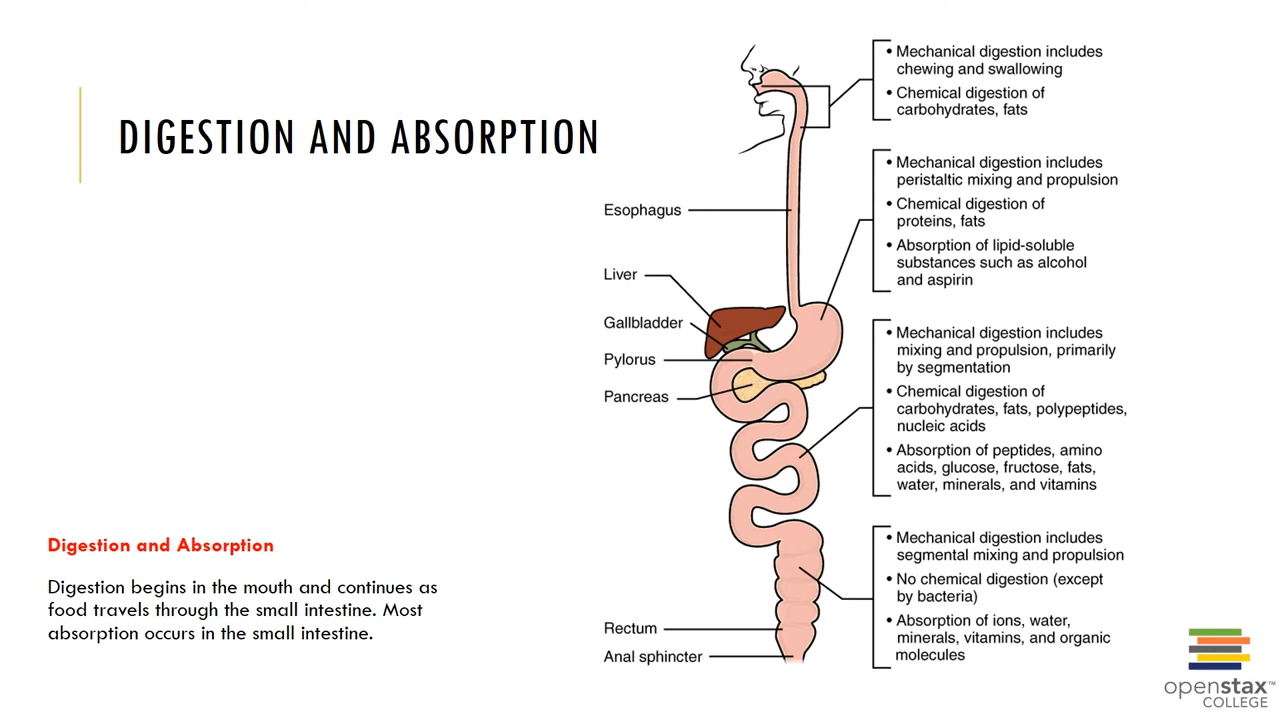 DIGESTION AND ABSORPTION
Digestion and Absorption
Digestion begins in the mouth and continues as
food travels through the small intestine. Most
absorption occurs in the small intestine.
Esophagus
Liver
Gallbladder
Pylorus
Pancreas
Rectum
Anal sphincter
• Mechanical digestion includes
chewing and swallowing
• Chemical digestion of
carbohydrates, fats
• Mechanical digestion includes
peristaltic mixing and propulsion
• Chemical digestion of
proteins, fats
• Absorption of lipid-soluble
substances such as alcohol
and aspirin
• Mechanical digestion includes
mixing and propulsion, primarily
by segmentation
• Chemical digestion of
carbohydrates, fats, polypeptides,
nucleic acids
• Absorption of peptides, amino
acids, glucose, fructose, fats,
water, minerals, and vitamins
• Mechanical digestion includes
segmental mixing and propulsion
• No chemical digestion (except
by bacteria)
• Absorption of ions, water,
minerals, vitamins, and organic
molecules
openstax™
COLLEGE